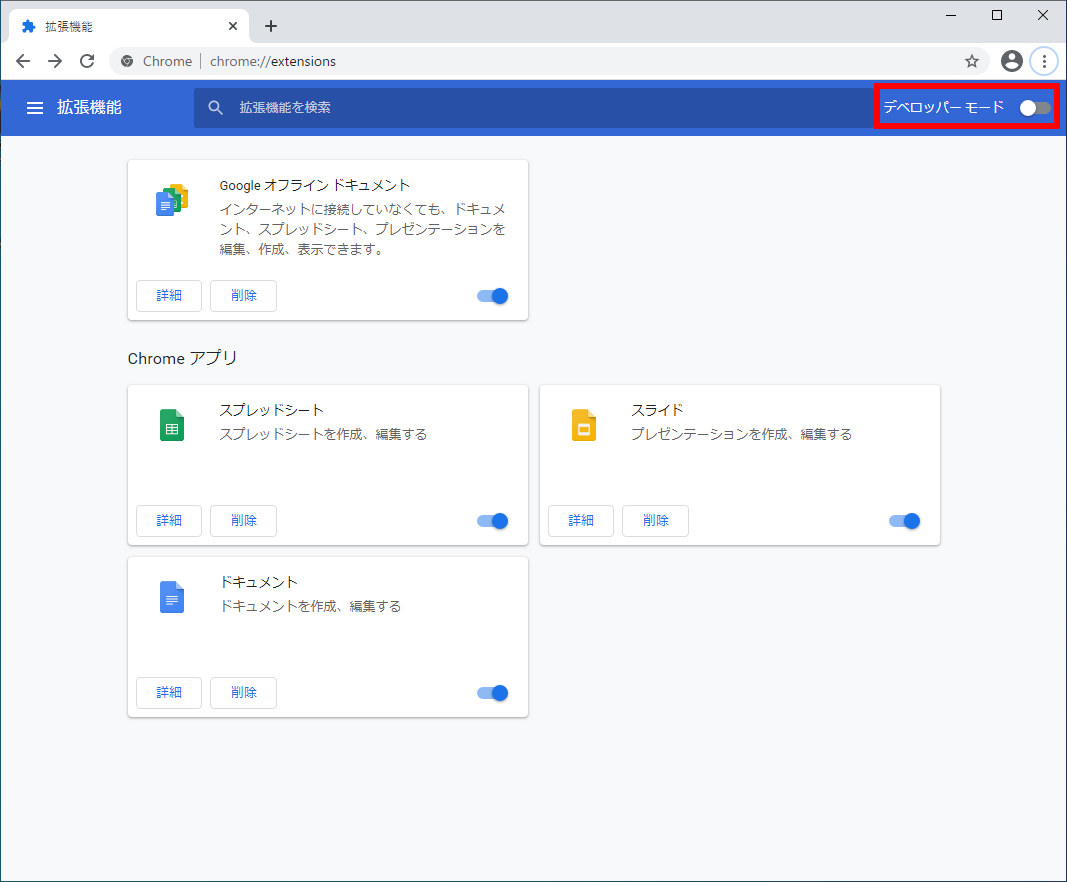 拡張機能
Chrome chrome://extensions
拡張機能
拡張機能を検索
デベロッパー モード
Google オフライン ドキュメント
インターネットに接続していなくても、ドキュメ
ント、スプレッドシート、プレゼンテーションを
編集、作成、表示できます。
詳細 削除
Chrome アプリ
スプレッドシート
スプレッドシートを作成、編集する
詳細 削除
スライド
プレゼンテーションを作成、編集する
詳細 削除
ドキュメント
ドキュメントを作成、編集する
詳細 削除